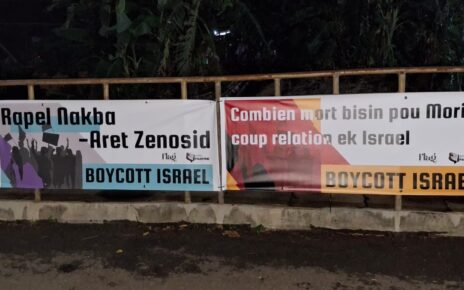 Rapel Nakba
-Aret Zenosid
BOYCOTT ISRAEL
Combien mort bisin pou Mori
coup relation ek Israel
BOYCOTT ISRAE